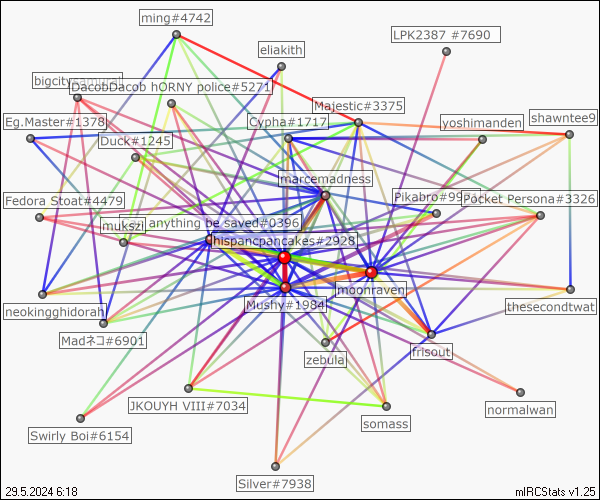 ming#4742
eliakith
LPK2387 #7690
DacobDacob hORNY police#5271
Majestic#3375
Eg.Master#1378
Cypha#1717
yoshimanden
shawntee9
Duck#1245
marcemadness
Fedora Stoat#4479
Pocket Persona#3326
anything be saved#0396
mukszi
hispancpancakes#2928
moonraven
neokingghidorah
Mushy#1984
thesecondtwat
Madネコ#6901
zebula
frisout
JKOUYH VIII#7034
somass
normalwan
Swirly Boi#6154
Silver#7938
29.5.2024 6:18
mIRCStats v1.25